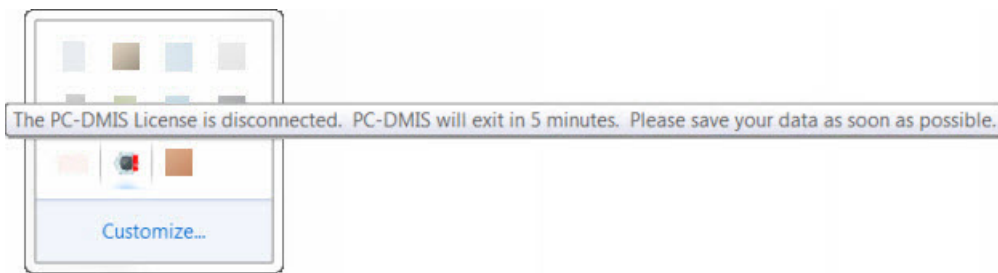 The PC-DMIS License is disconnected.  PC-DMIS will exit in 5 minutes.  Please save your data as soon as possible.
Customize...